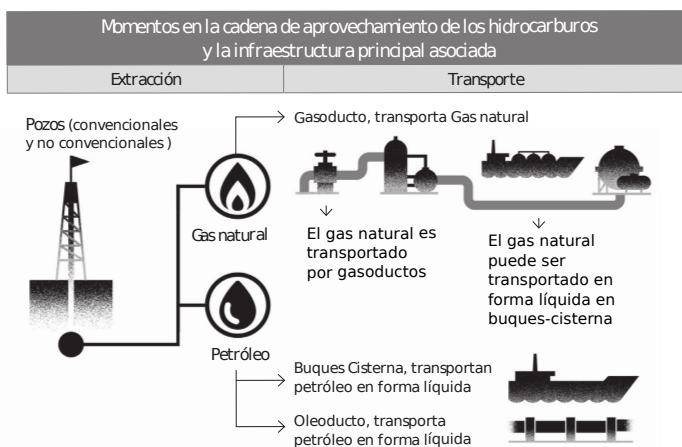 Momentos en la cadena de aprovechamiento de los hidrocarburos
y la infraestructura principal asociada
Extracción
Transporte
Pozos (convencionales
y no convencionales )
Gasoducto, transporta Gas natural
Gas natural
El gas natural es
transportado
por gasoductos
El gas natural
puede ser
transportado en
forma líquida en
buques-cisterna
Petróleo
Buques Cisterna, transportan
petróleo en forma líquida
Oleoducto, transporta
petróleo en forma líquida